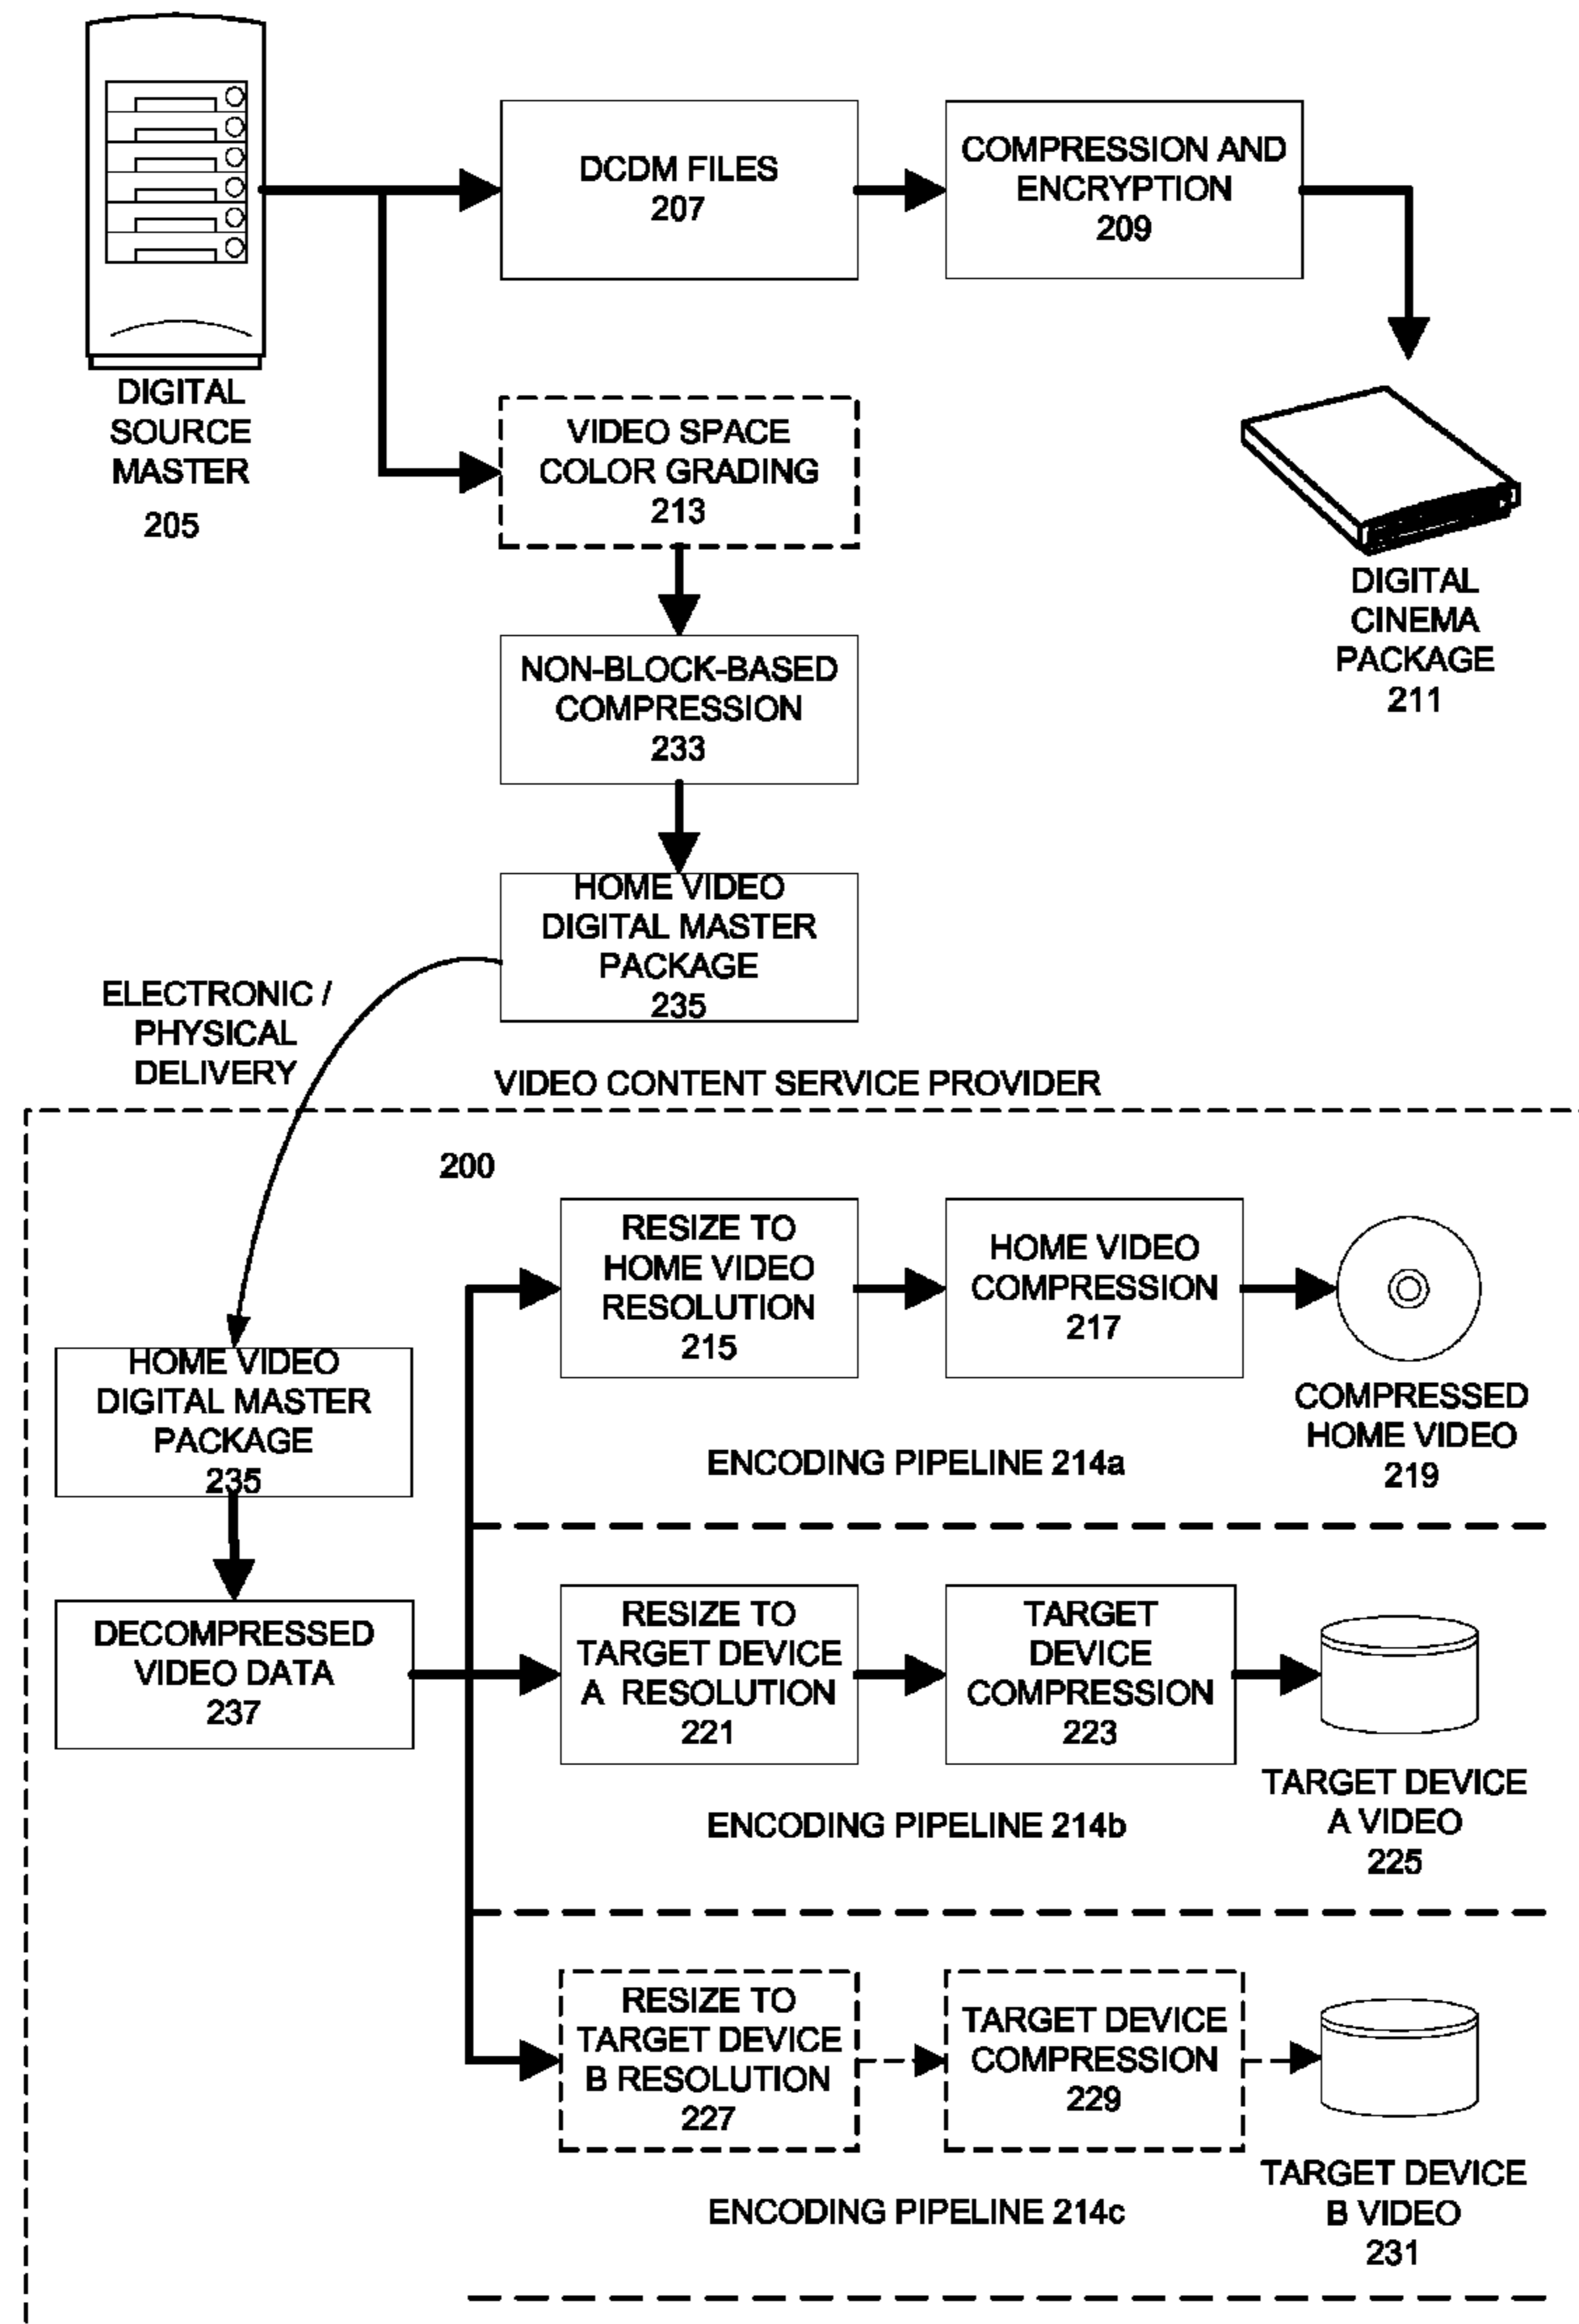 DCDM FILES
207
COMPRESSION AND
ENCRYPTION
209
DIGITAL
SOURCE
MASTER
205
VIDEO SPACE
COLOR GRADING
213
DIGITAL
CINEMA
PACKAGE
211
NON-BLOCK-BASED
COMPRESSION
233
HOME VIDEO
DIGITAL MASTER
PACKAGE
235
ELECTRONIC /
PHYSICAL
DELIVERY
VIDEO CONTENT SERVICE PROVIDER
200
RESIZE TO
HOME VIDEO
RESOLUTION
215
HOME VIDEO
COMPRESSION
217
COMPRESSED
HOME VIDEO
219
HOME VIDEO
DIGITAL MASTER
PACKAGE
235
ENCODING PIPELINE 214a
DECOMPRESSED
VIDEO DATA
237
RESIZE TO
TARGET DEVICE
A RESOLUTION
221
TARGET
DEVICE
COMPRESSION
223
TARGET DEVICE
A VIDEO
225
ENCODING PIPELINE 214b
RESIZE TO
TARGET DEVICE
B RESOLUTION
227
TARGET DEVICE
COMPRESSION
229
TARGET DEVICE
B VIDEO
231
ENCODING PIPELINE 214c